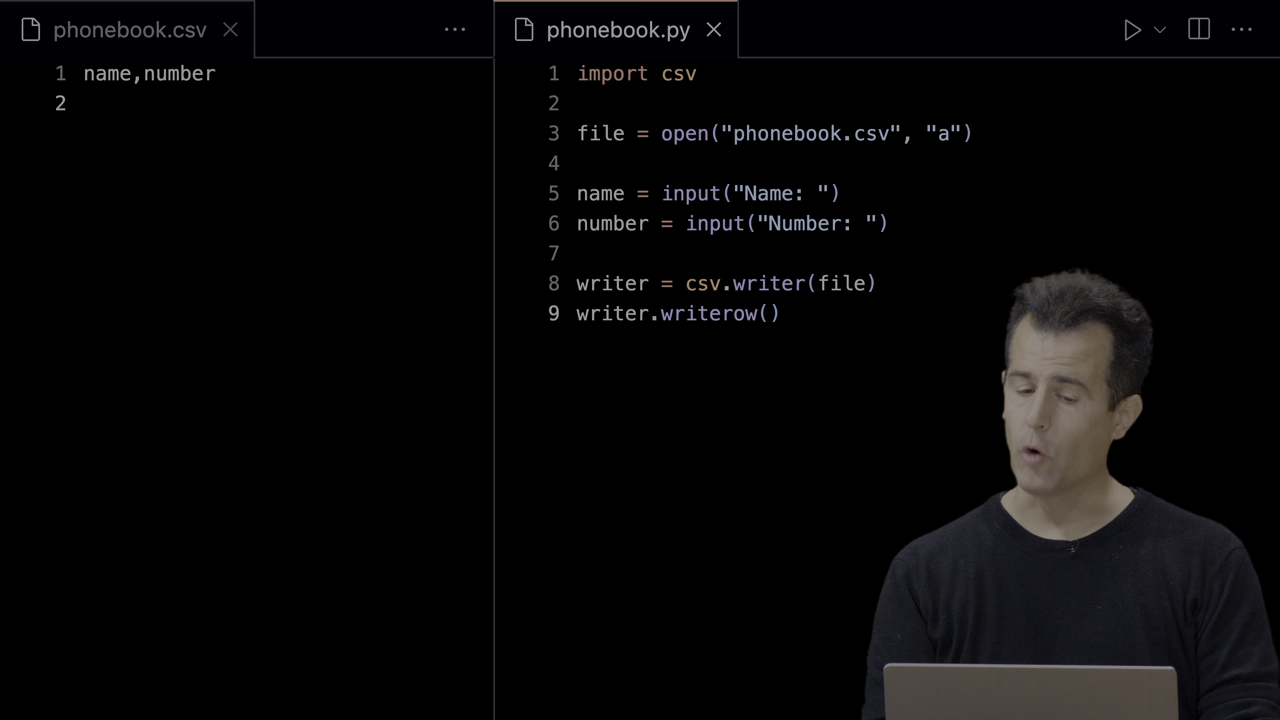 phonebook.csv
1 name,number
2
phonebook.py
1 import csv
2
3 file = open("phonebook.csv", "a")
4
5 name = input("Name: ")
6 number = input("Number: ")
7
8 writer = csv.writer(file)
9 writer.writerow()